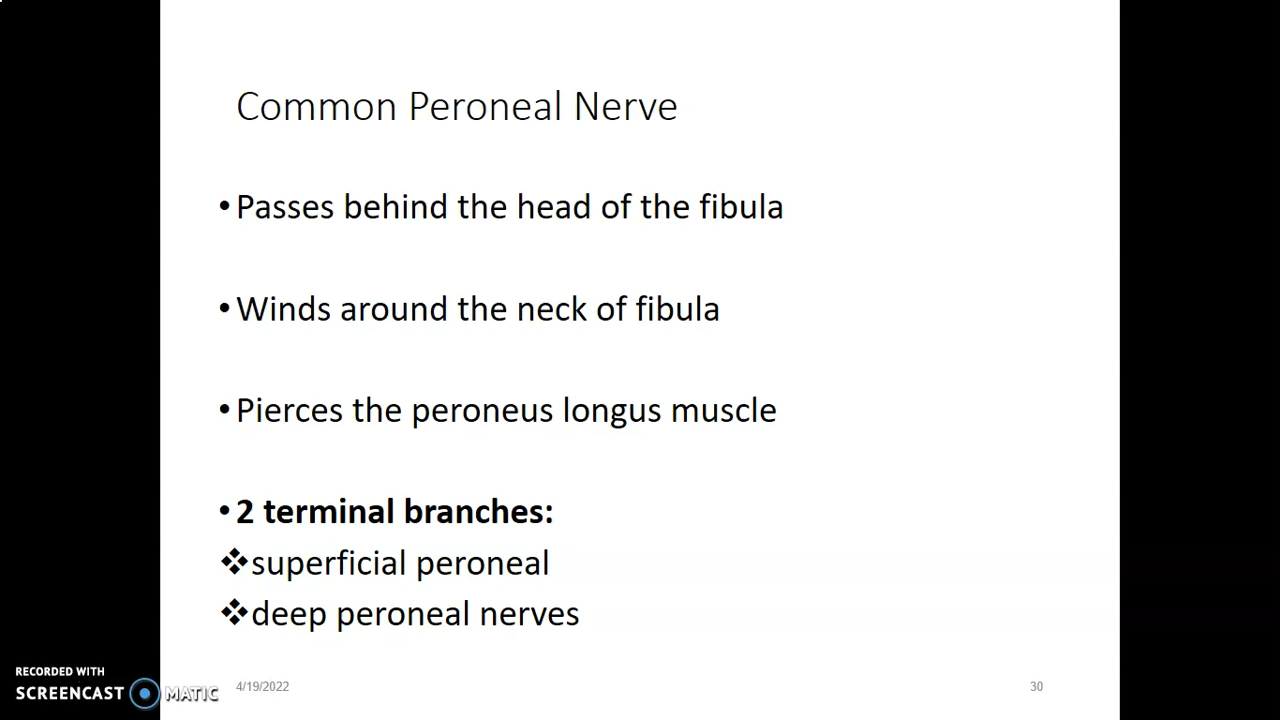 Common Peroneal Nerve
•Passes behind the head of the fibula
•Winds around the neck of fibula
•Pierces the peroneus longus muscle
•2 terminal branches:
❖superficial peroneal
❖deep peroneal nerves
RECORDED WITH
SCREENCAST MATIC
4/19/2022
30